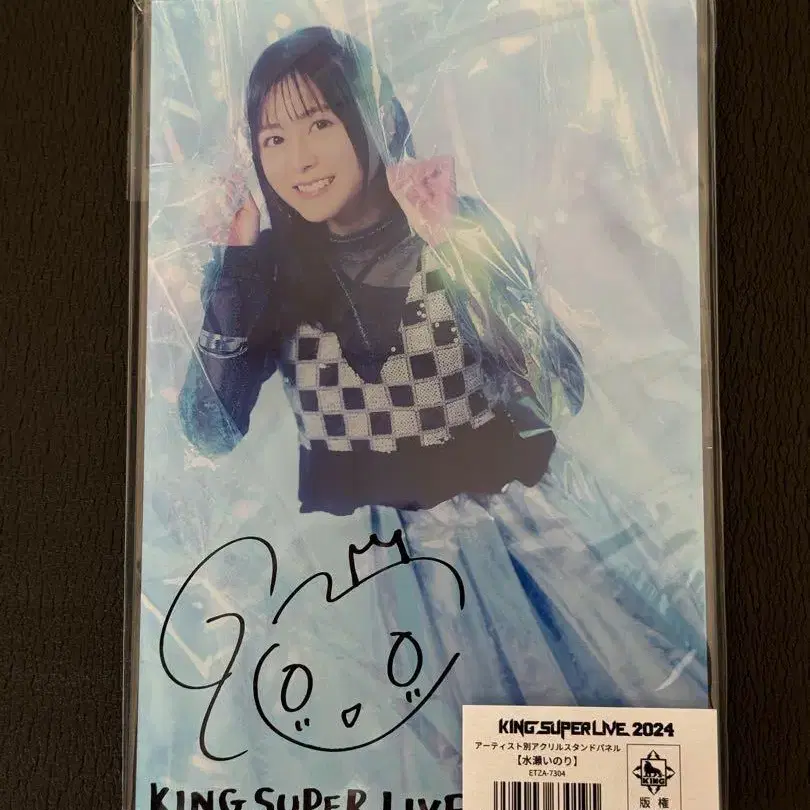 KING SUPER LIVE
KING SUPER LIVE 2024
アーティスト別アクリルスタンドパネル
【水瀬いのり】
ETZA-7304
KING
版権